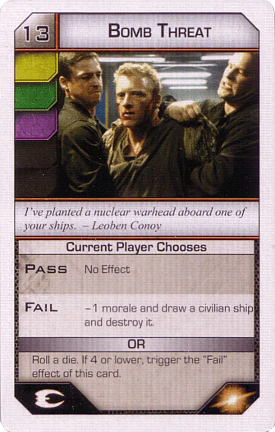 13
BOMB THREAT
I've planted a nuclear warhead aboard one of
your ships. – Leoben Conoy
Current Player Chooses
PASS No Effect
FAIL –1 morale and draw a civilian ship
and destroy it.
OR
Roll a die. If 4 or lower, trigger the "Fail"
effect of this card.